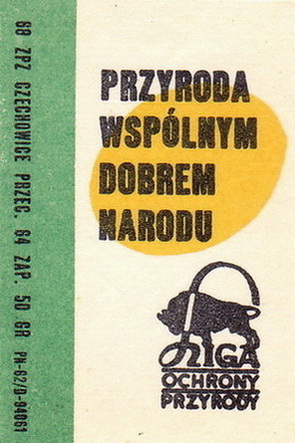 68 ZPZ CZECHOWICE PRZEC. 64 ZAP. 50 GR PN-62/D-94061
PRZYRODA
WSPÓLNYM
DOBREM
NARODU
LIGA
OCHRONY
PRZYRODY